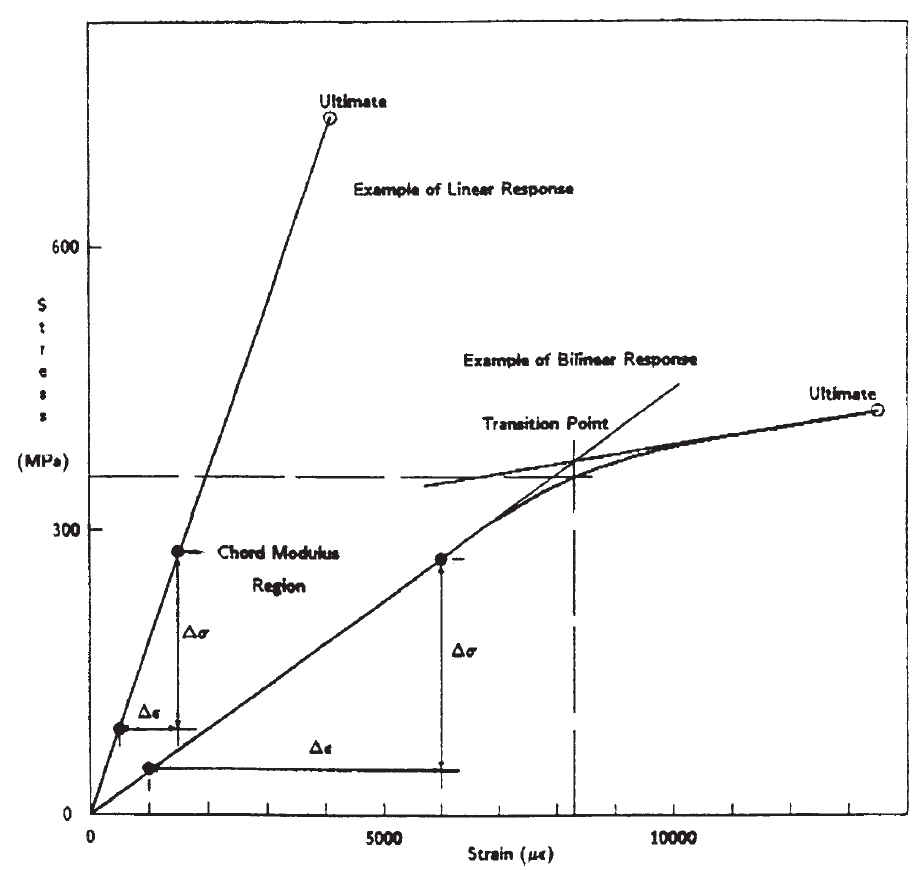 Ultimate
Example of Linear Response
600
Stress
(MPa)
Example of Bilinear Response
Ultimate
Transition Point
300
Chord Modulus
Region
Δσ
Δσ
Δε
Δε
0
0
5000
10000
Strain (με)